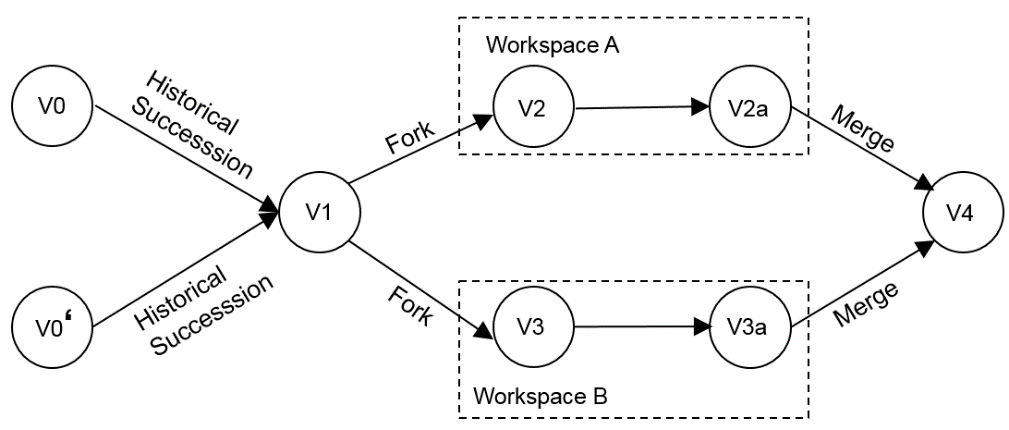 Workspace A
V0
Historical
Successsion
Fork
V2
V2a
Merge
V1
V4
V0‘
Historical
Successsion
Fork
V3
V3a
Merge
Workspace B